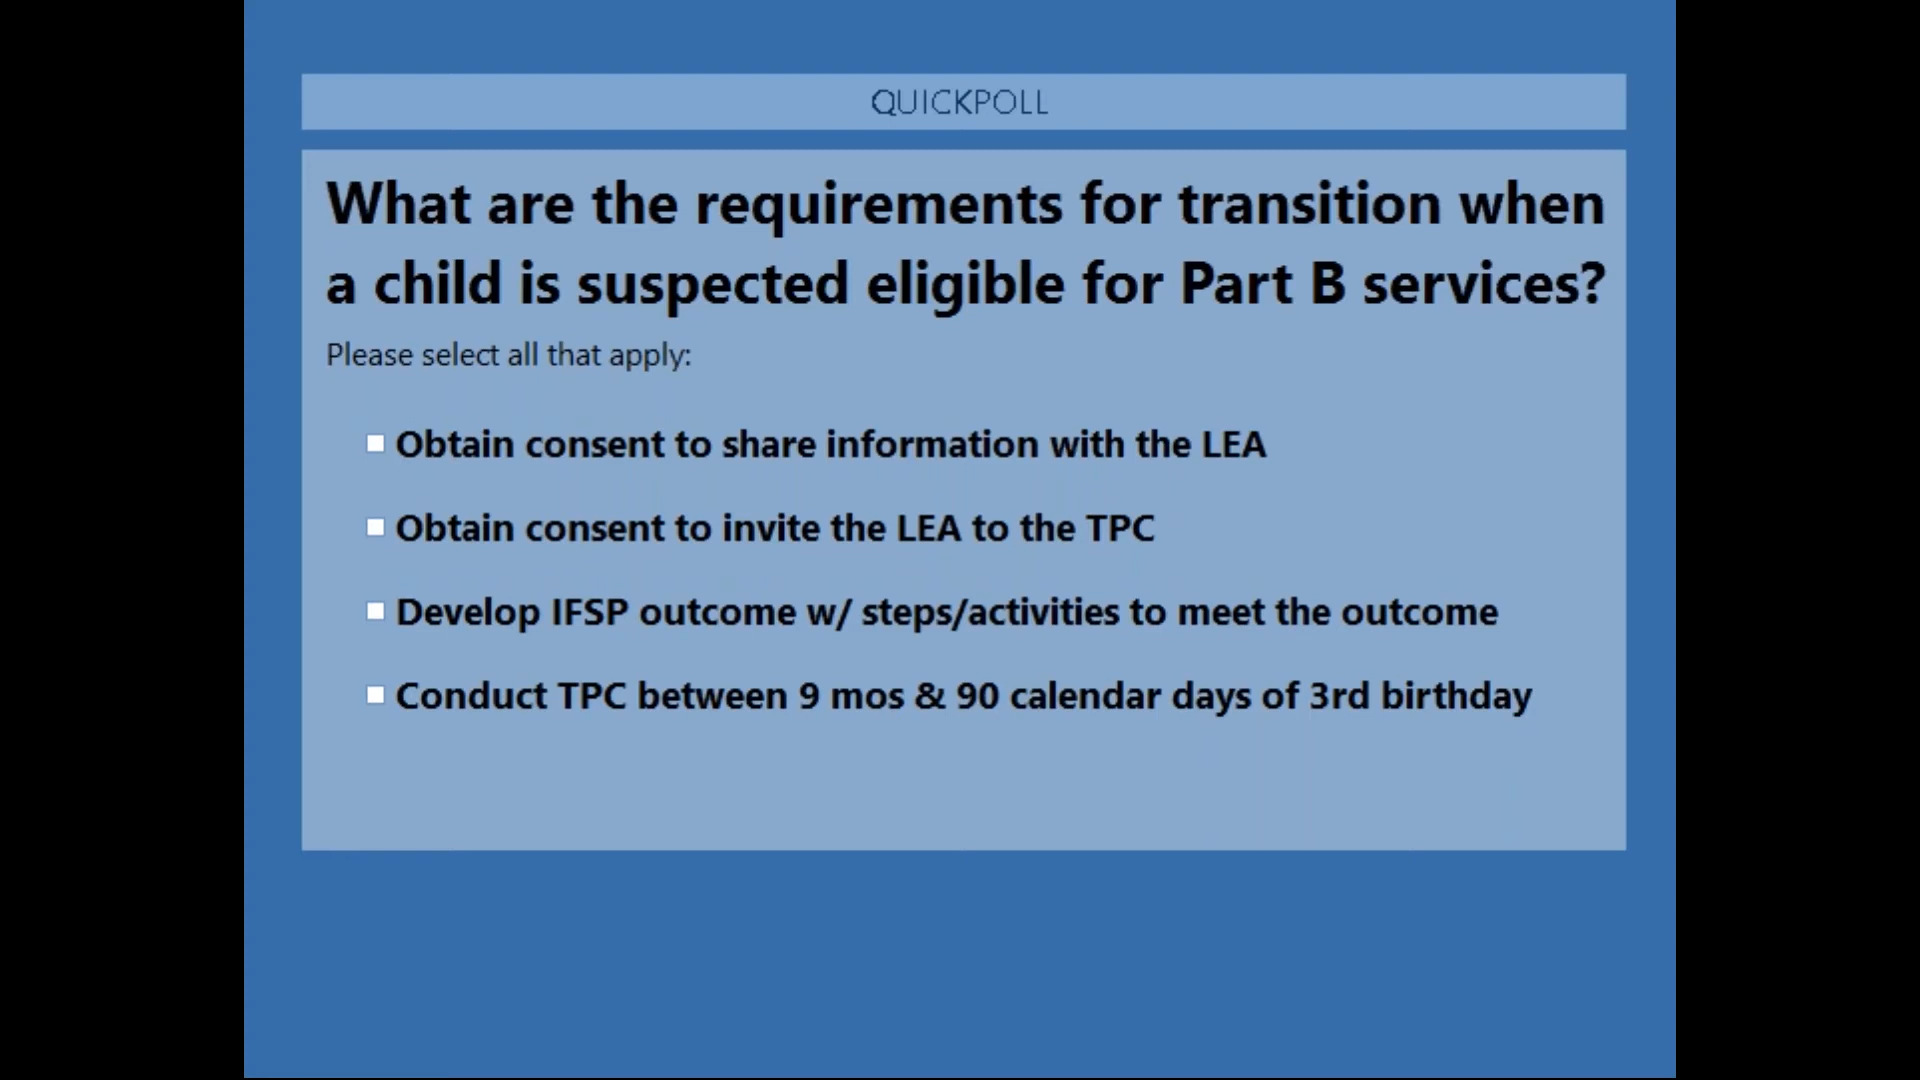 QUICKPOLL
What are the requirements for transition when
a child is suspected eligible for Part B services?
Please select all that apply:
Obtain consent to share information with the LEA
Obtain consent to invite the LEA to the TPC
Develop IFSP outcome w/ steps/activities to meet the outcome
Conduct TPC between 9 mos & 90 calendar days of 3rd birthday